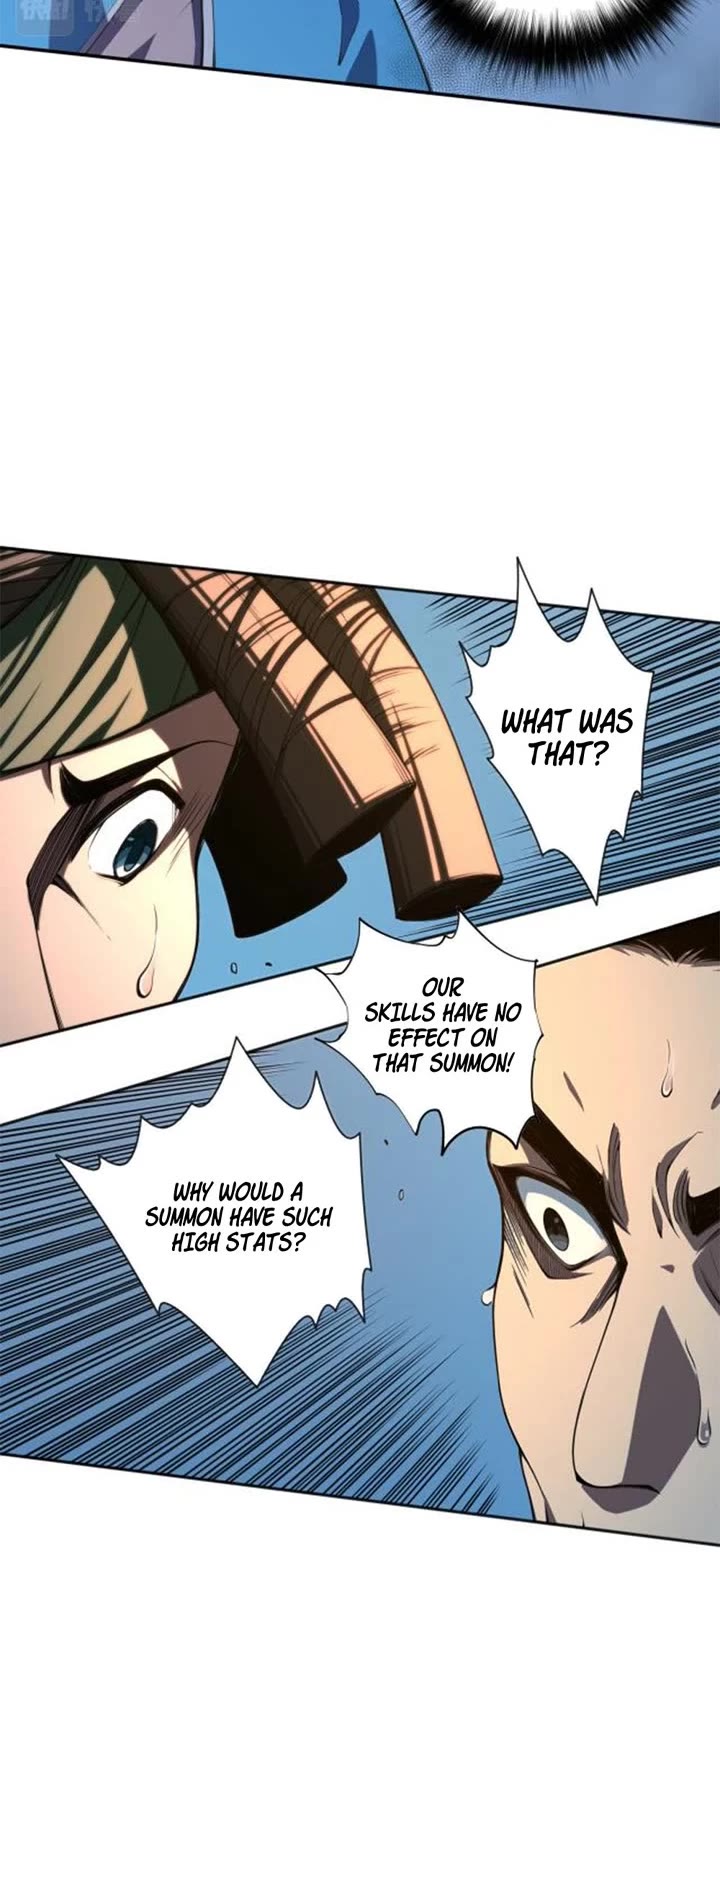 WHAT WAS
THAT?
OUR
SKILLS HAVE NO
EFFECT ON
THAT SUMMON!
WHY WOULD A
SUMMON HAVE SUCH
HIGH STATS?